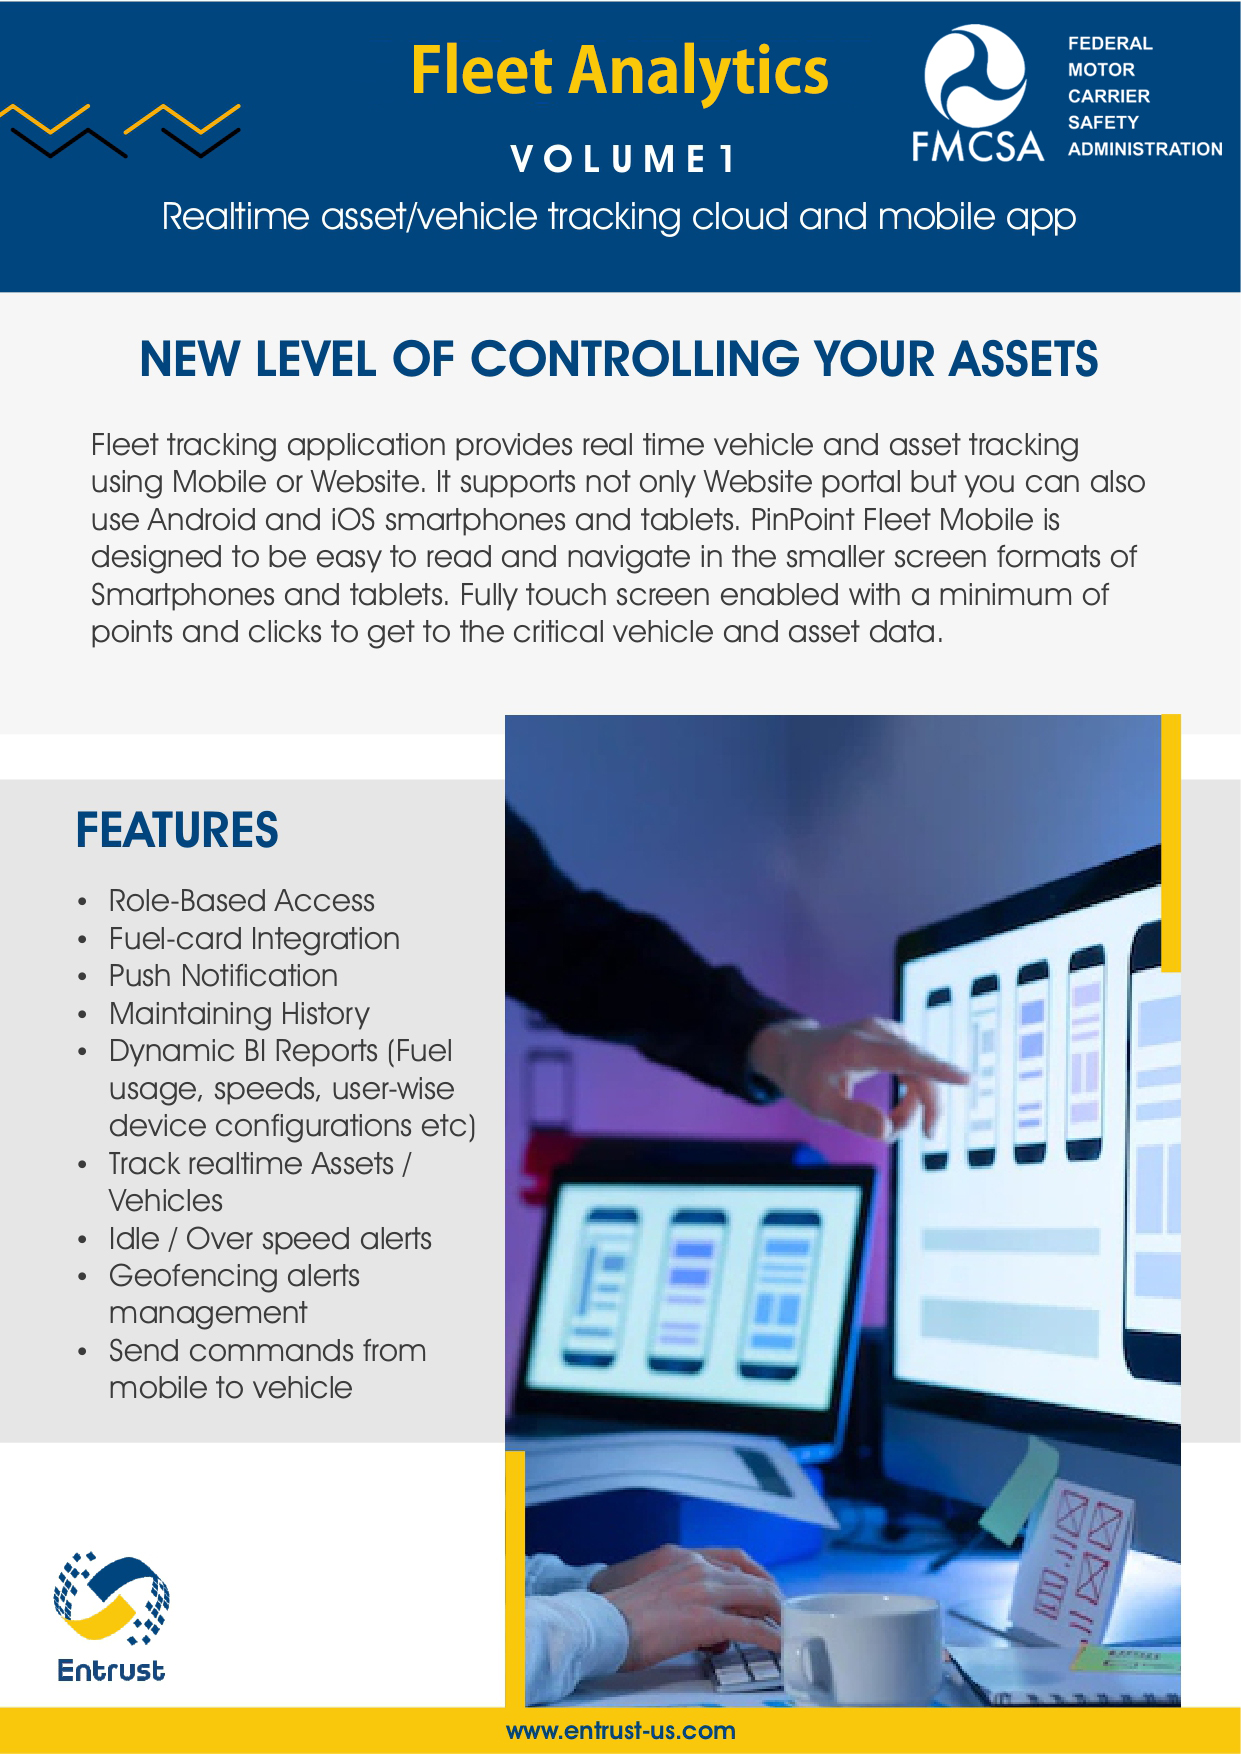 Fleet Analytics
VOLUME 1
Realtime asset/vehicle tracking cloud and mobile app
FMCSA
FEDERAL
MOTOR
CARRIER
SAFETY
ADMINISTRATION
NEW LEVEL OF CONTROLLING YOUR ASSETS
Fleet tracking application provides real time vehicle and asset tracking
using Mobile or Website. It supports not only Website portal but you can also
use Android and iOS smartphones and tablets. PinPoint Fleet Mobile is
designed to be easy to read and navigate in the smaller screen formats of
Smartphones and tablets. Fully touch screen enabled with a minimum of
points and clicks to get to the critical vehicle and asset data.
FEATURES
• Role-Based Access
• Fuel-card Integration
• Push Notification
• Maintaining History
• Dynamic BI Reports (Fuel
usage, speeds, user-wise
device configurations etc)
• Track realtime Assets /
Vehicles
• Idle / Over speed alerts
• Geofencing alerts
management
• Send commands from
mobile to vehicle
Entrust
www.entrust-us.com